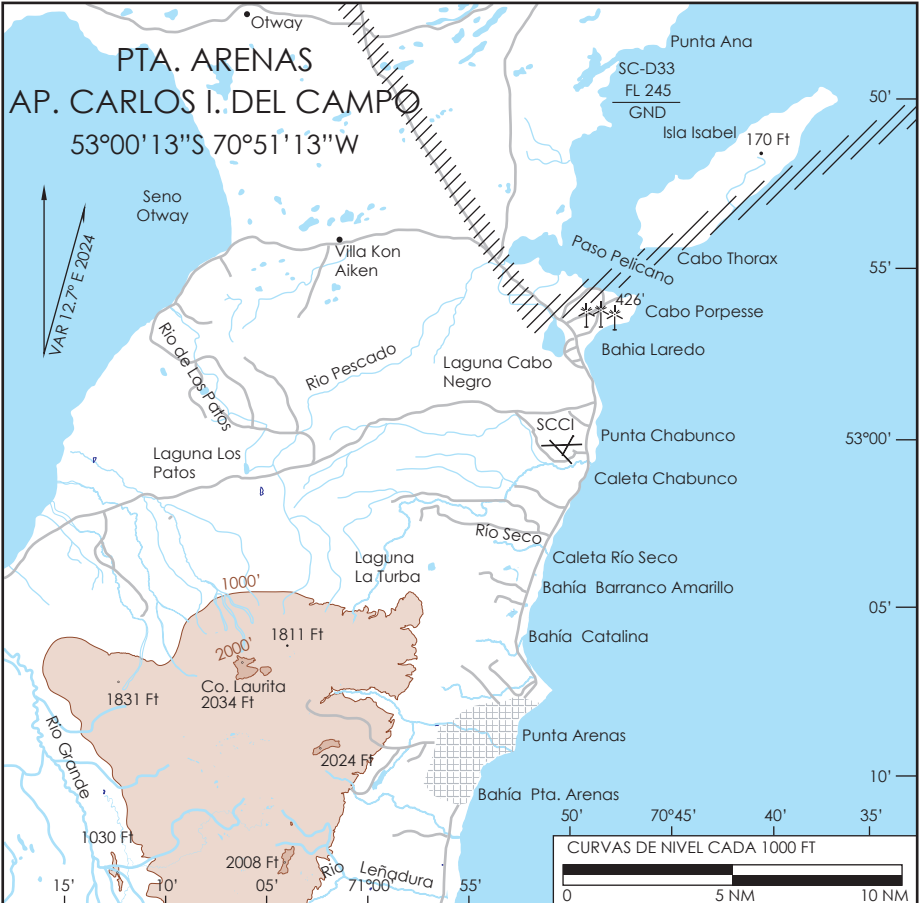 Otway
PTA. ARENAS
AP. CARLOS I. DEL CAMPO
53°00'13”S 70°51'13”W
Punta Ana
SC-D33
FL 245
GND
50'
Isla Isabel
170 Ft
Seno
Otway
VAR 12.7° E 2024
Villa Kon
Aiken
Paso Pelicano
Cabo Thorax
55'
426'
Cabo Porpesse
Bahia Laredo
Rio de Los Patos
Rio Pescado
Laguna Cabo
Negro
SCCI
Punta Chabunco
53°00'
Laguna Los
Patos
Caleta Chabunco
Río Seco
Laguna
La Turba
Caleta Río Seco
1000'
Bahía Barranco Amarillo
05'
1811 Ft
Bahía Catalina
2000'
Co. Laurita
2034 Ft
1831 Ft
Rio Grande
Punta Arenas
2024 Ft
10'
Bahía Pta. Arenas
50'
70°45'
40'
35'
1030 Ft
2008 Ft
Rio Leñadura
CURVAS DE NIVEL CADA 1000 FT
15'
10'
05'
71°00'
55'
0
5 NM
10 NM